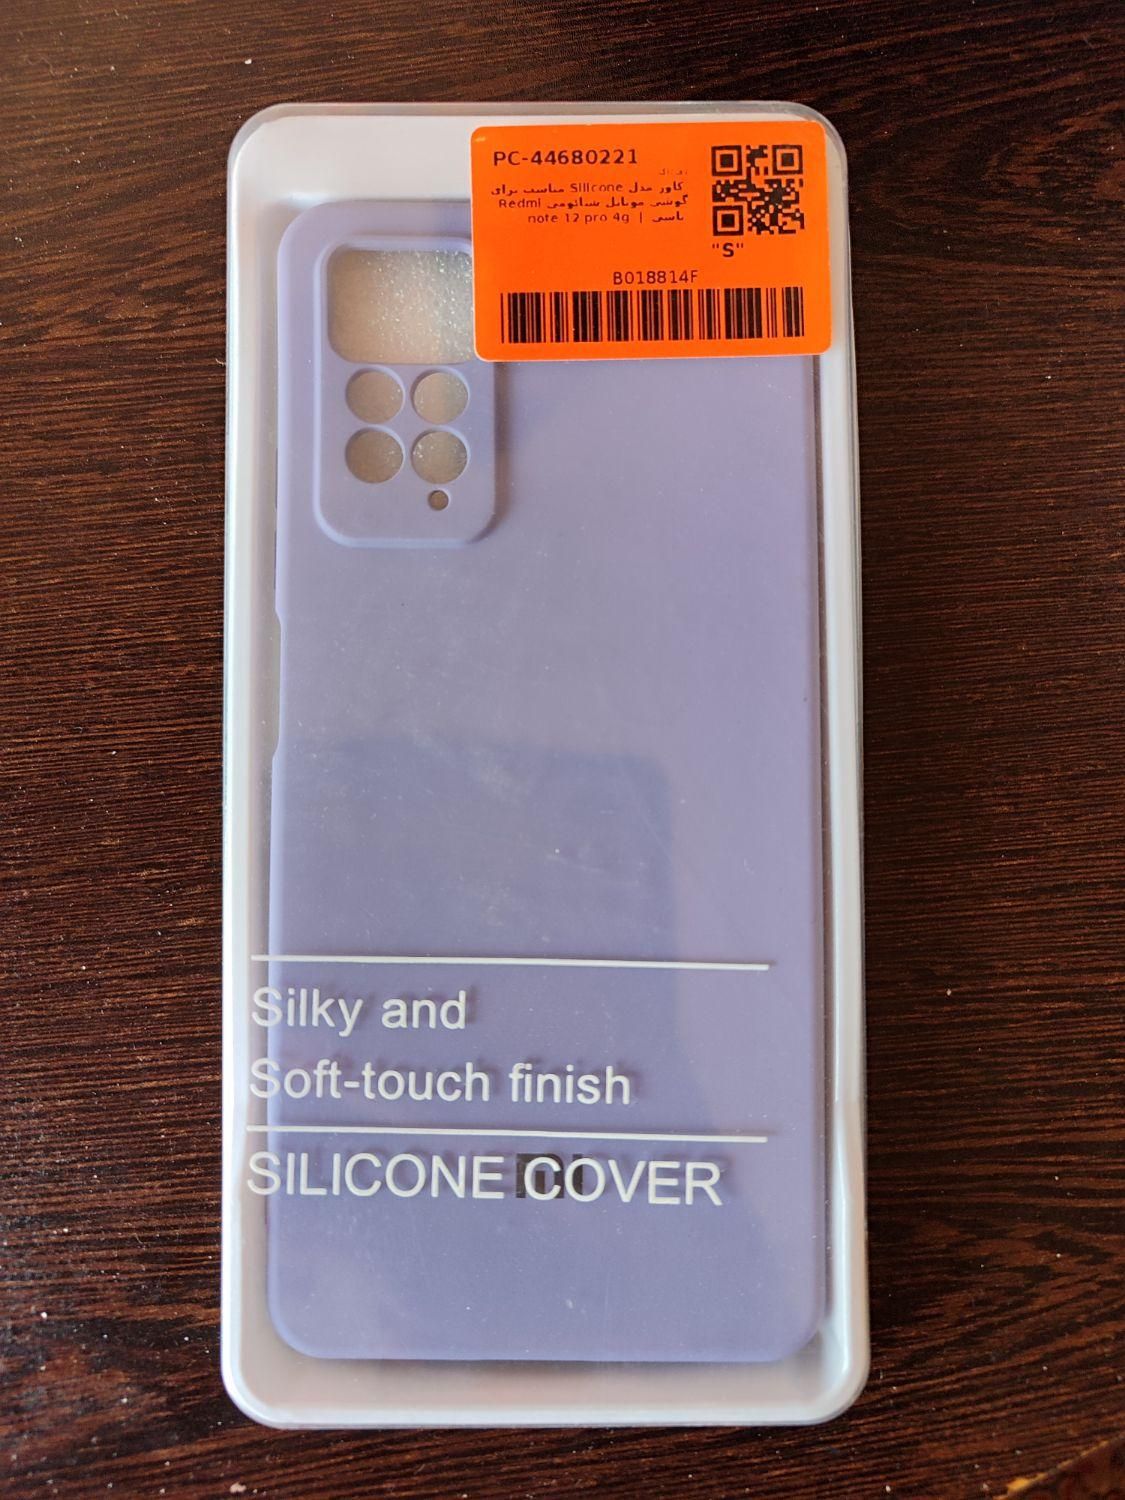 PC-44680221
کاور مدل Silicone مناسب برای
گوشی موبایل شیائومی Redmi
note 12 pro 4g | یاسی
"S"
B018814F
Silky and
Soft-touch finish
SILICONE COVER